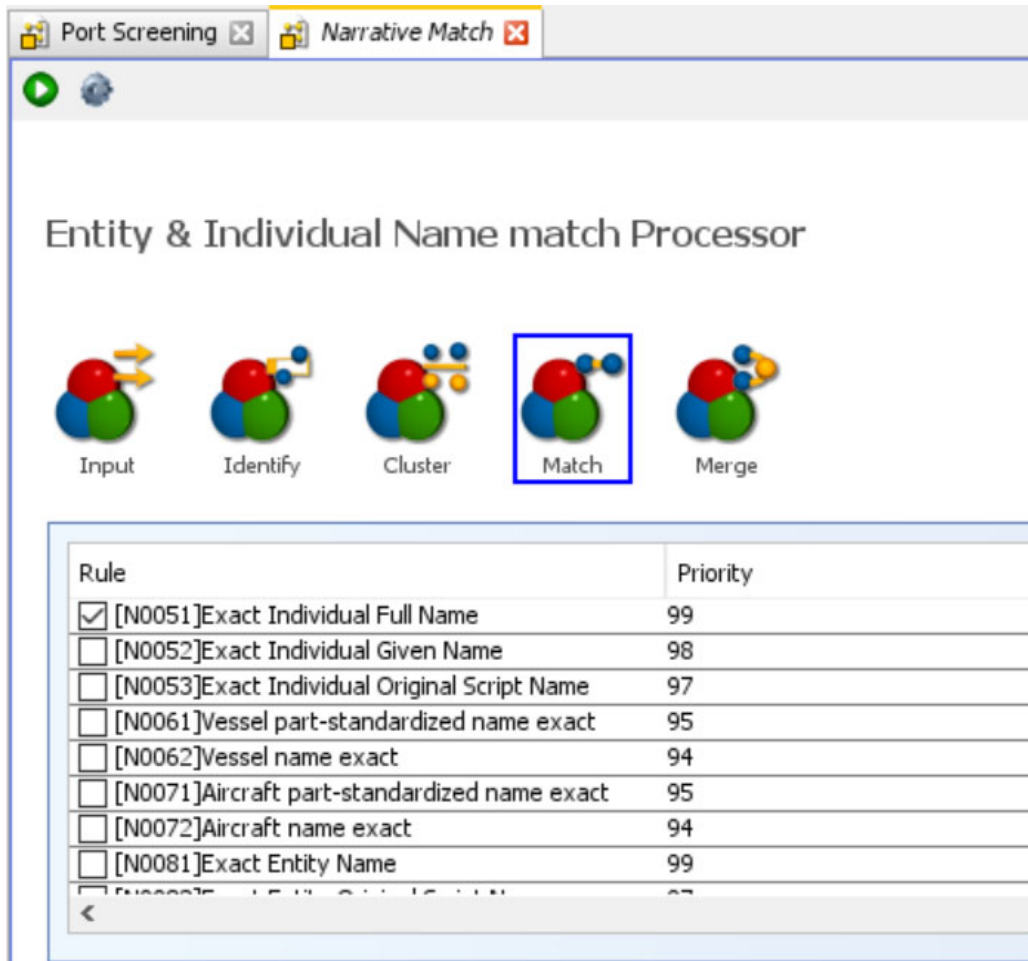 Port Screening
Narrative Match
Entity & Individual Name match Processor
Input
Identify
Cluster
Match
Merge
Rule Priority
[N0051]Exact Individual Full Name 99
[N0052]Exact Individual Given Name 98
[N0053]Exact Individual Original Script Name 97
[N0061]Vessel part-standardized name exact 95
[N0062]Vessel name exact 94
[N0071]Aircraft part-standardized name exact 95
[N0072]Aircraft name exact 94
[N0081]Exact Entity Name 99